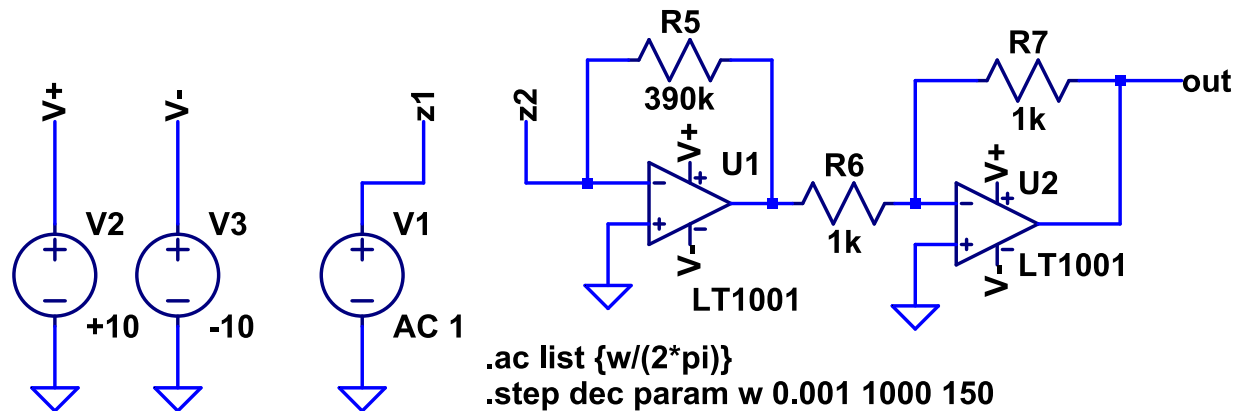 V+
V-
z1
z2
R5
390k
V+
U1
V-
LT1001
R6
1k
R7
1k
V+
U2
V-
LT1001
out
V2
+10
V3
-10
V1
AC 1
.ac list {w/(2*pi)}
.step dec param w 0.001 1000 150